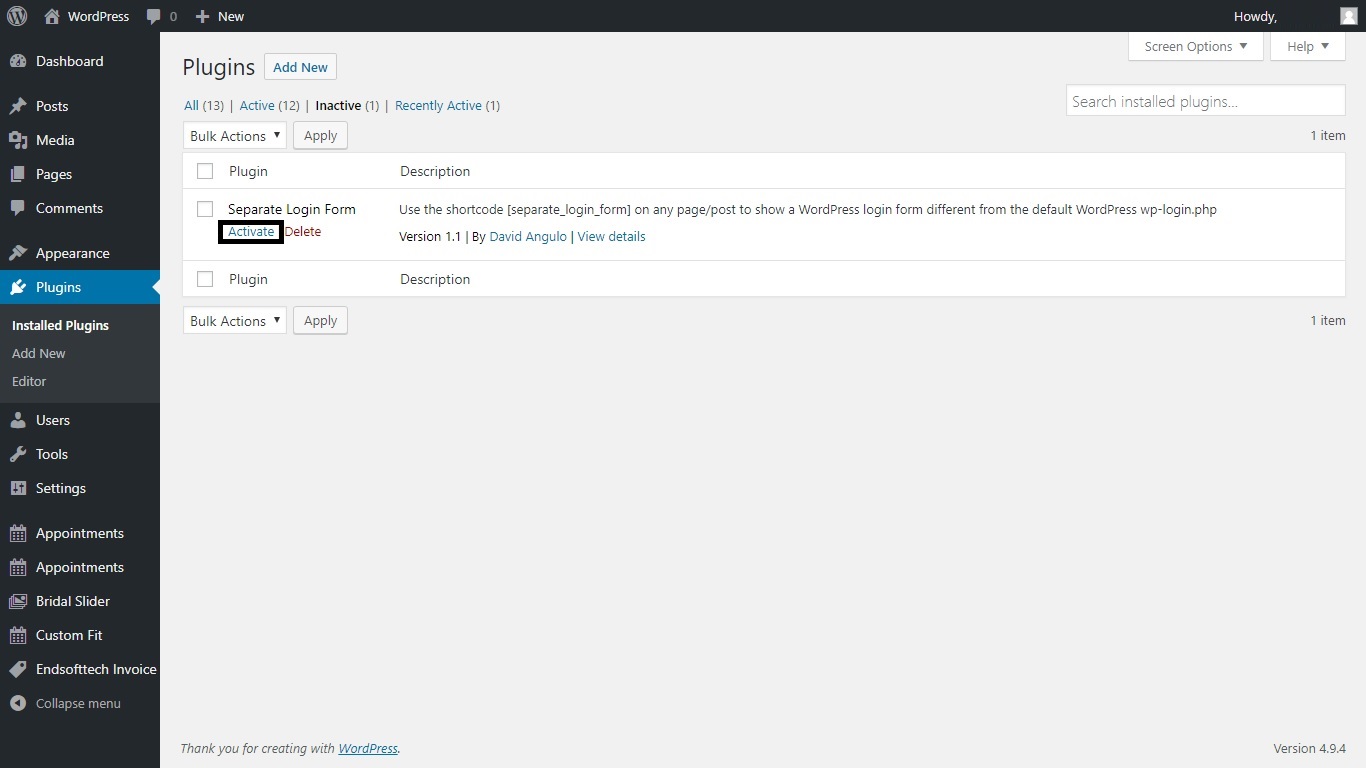 WordPress 0 New Howdy,
Dashboard
Posts
Media
Pages
Comments
Appearance
Plugins
Installed Plugins
Add New
Editor
Users
Tools
Settings
Appointments
Appointments
Bridal Slider
Custom Fit
Endsofttech Invoice
Collapse menu
Screen Options Help
Plugins Add New
All (13) | Active (12) | Inactive (1) | Recently Active (1)
Search installed plugins...
Bulk Actions Apply 1 item
Plugin Description
Separate Login Form Use the shortcode [separate_login_form] on any page/post to show a WordPress login form different from the default WordPress wp-login.php
Activate Delete Version 1.1 | By David Angulo | View details
Plugin Description
Bulk Actions Apply 1 item
Thank you for creating with WordPress. Version 4.9.4